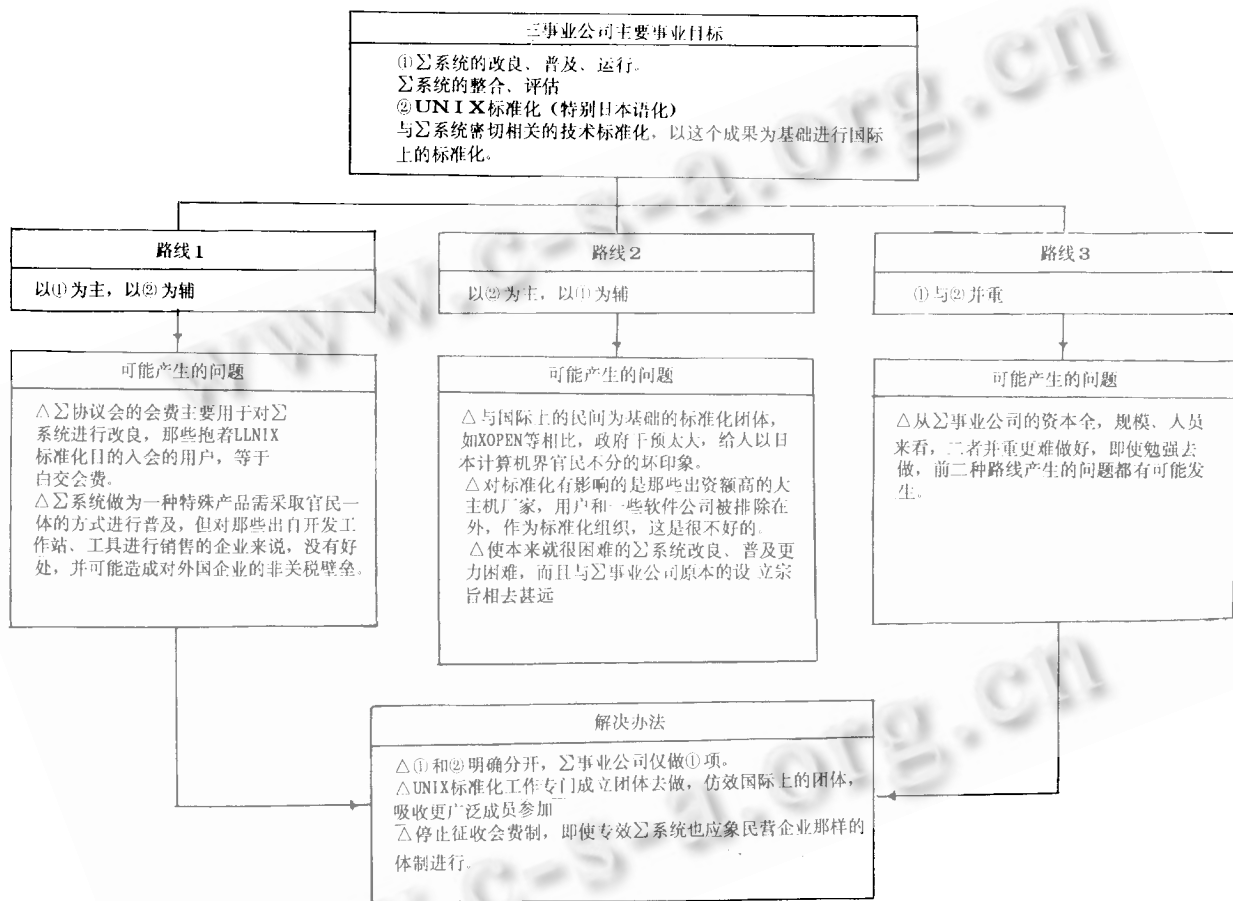 三事业公司主要事业目标
①∑系统的改良、普及、运行。
∑系统的整合、评估
②UNIX标准化（特别日本语化）
与∑系统密切相关的技术标准化，以这个成果为基础进行国际
上的标准化。
路线1
以①为主，以②为辅
路线2
以②为主，以①为辅
路线3
①与②并重
可能产生的问题
△∑协议会的会费主要用于对∑
系统进行改良，那些抱着LLNIX
标准化目的入会的用户，等于
白交会费。
△∑系统做为一种特殊产品需采取官民一
体的方式进行普及，但对那些出自开发工
作站、工具进行销售的企业来说，没有好
处，并可能造成对外国企业的非关税壁垒。
可能产生的问题
△与国际上的民间为基础的标准化团体，
如XOPEN等相比，政府干预太大，给人以日
本计算机界官民不分的坏印象。
△对标准化有影响的是那些出资额高的大
主机厂家，用户和一些软件公司被排除在
外，作为标准化组织，这是很不好的。
△使本来就很困难的∑系统改良、普及更
力困难，而且与∑事业公司原本的设立宗
旨相去甚远
可能产生的问题
△从∑事业公司的资本全，规模、人员
来看，二者并重更难做好，即使勉强去
做，前二种路线产生的问题都有可能发
生。
解决办法
△①和②明确分开，∑事业公司仅做①项。
△UNIX标准化工作专门成立团体去做，仿效国际上的团体，
吸收更广泛成员参加
△停止征收会费制，即使专效∑系统也应象民营企业那样的
体制进行。
www.c-s-a.org.cn
www.c-s-a.org.cn